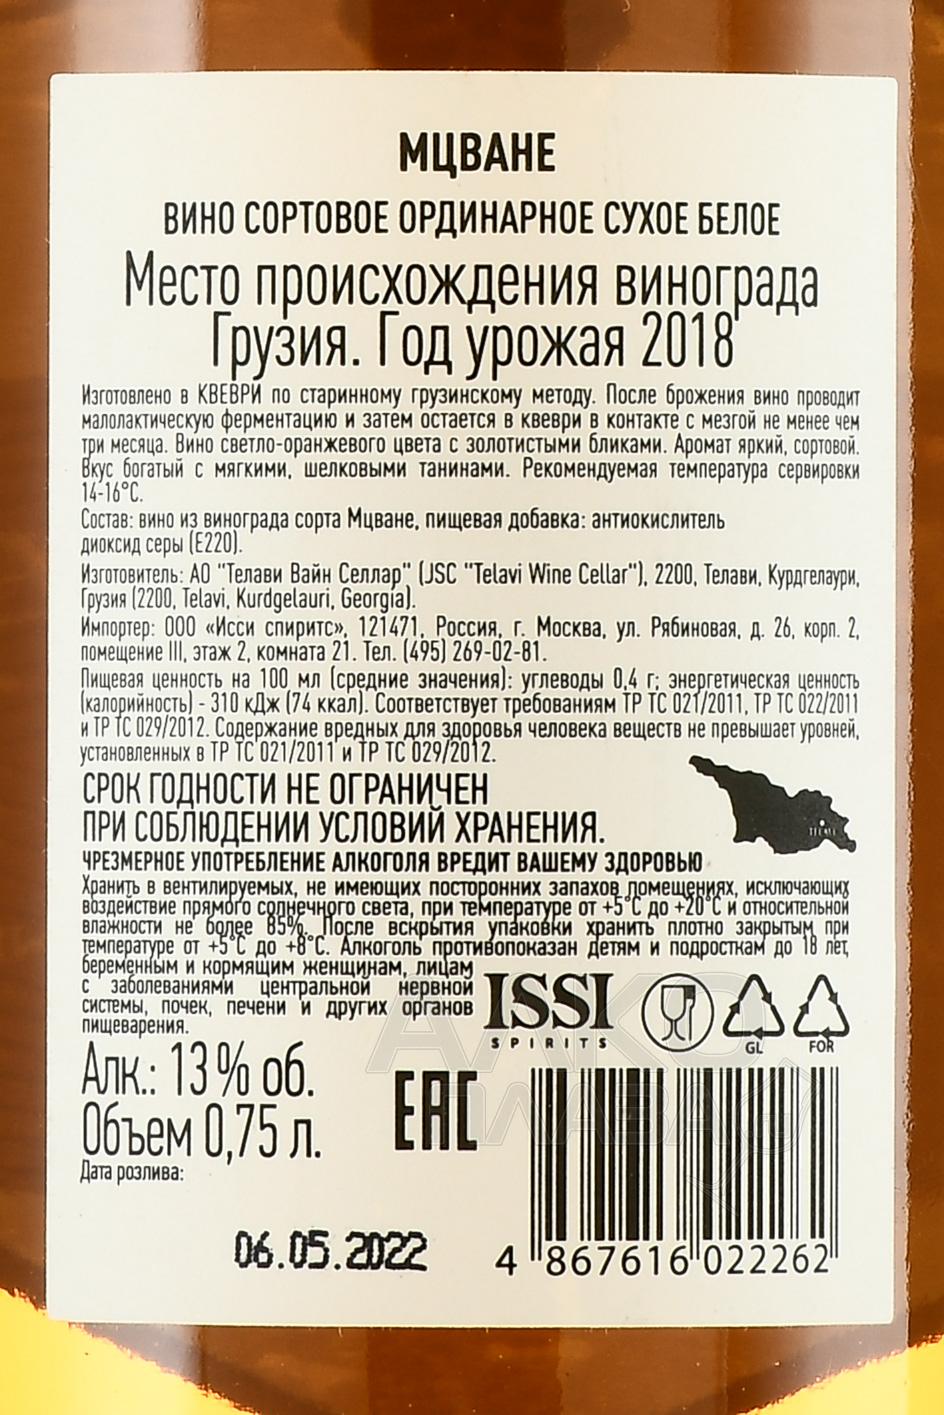 МЦВАНЕ
ВИНО СОРТОВОЕ ОРДИНАРНОЕ СУХОЕ БЕЛОЕ
Место происхождения винограда
Грузия. Год урожая 2018
Изготовлено в КВЕВРИ по старинному грузинскому методу. После брожения вино проводит
малолактическую ферментацию и затем остается в квеври в контакте с мезгой не менее чем
три месяца. Вино светло-оранжевого цвета с золотистыми бликами. Аромат яркий, сортовой.
Вкус богатый с мягкими, шелковыми танинами. Рекомендуемая температура сервировки
14-16°С.
Состав: вино из винограда сорта Мцване, пищевая добавка: антиокислитель
диоксид серы (Е220).
Изготовитель: АО "Телави Вайн Селлар" (JSC "Telavi Wine Cellar"), 2200, Телави, Курдгелаури,
Грузия (2200, Telavi, Kurdgelauri, Georgia).
Импортер: ООО «Исси спиритс», 121471, Россия, г. Москва, ул. Рябиновая, д. 26, корп. 2,
помещение III, этаж 2, комната 21. Тел. (495) 269-02-81.
Пищевая ценность на 100 мл (средние значения): углеводы 0,4 г; энергетическая ценность
(калорийность) - 310 кДж (74 ккал). Соответствует требованиям ТР ТС 021/2011, ТР ТС 022/2011
и ТР ТС 029/2012. Содержание вредных для здоровья человека веществ не превышает уровней,
установленных в ТР ТС 021/2011 и ТР ТС 029/2012.
СРОК ГОДНОСТИ НЕ ОГРАНИЧЕН
ПРИ СОБЛЮДЕНИИ УСЛОВИЙ ХРАНЕНИЯ.
TELAVI
ЧРЕЗМЕРНОЕ УПОТРЕБЛЕНИЕ АЛКОГОЛЯ ВРЕДИТ ВАШЕМУ ЗДОРОВЬЮ
Хранить в вентилируемых, не имеющих посторонних запахов помещениях, исключающих
воздействие прямого солнечного света, при температуре от +5°С до +20°С и относительной
влажности не более 85%. После вскрытия упаковки хранить плотно закрытым при
температуре от +5°С до +8°С. Алкоголь противопоказан детям и подросткам до 18 лет,
беременным и кормящим женщинам, лицам
с заболеваниями центральной нервной
системы, почек, печени и других органов
пищеварения.
ISSI
SPIRITS
GL
FOR
Алк.: 13% об.
Объем 0,75 л.
Дата розлива:
ЕАС
06.05.2022
4 867616 022262